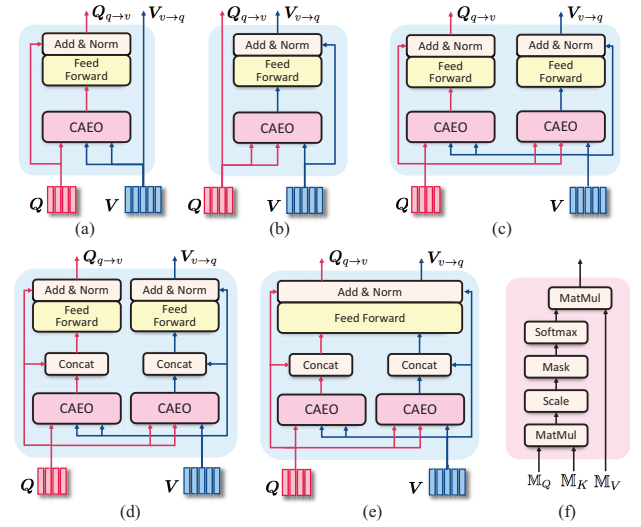 Q_{q→v} V_{v→q}
Add & Norm
Feed
Forward
CAEO
Q V
(a)
V_{v→q}
Add & Norm
Feed
Forward
CAEO
Q V
(b)
Q_{q→v} V_{v→q}
Add & Norm Add & Norm
Feed Feed
Forward Forward
CAEO CAEO
Q V
(c)
Q_{q→v} V_{v→q}
Add & Norm Add & Norm
Feed Feed
Forward Forward
Concat Concat
CAEO CAEO
Q V
(d)
Q_{q→v} V_{v→q}
Add & Norm
Feed Forward
Concat Concat
CAEO CAEO
Q V
(e)
MatMul
Softmax
Mask
Scale
MatMul
𝕄_Q 𝕄_K 𝕄_V
(f)